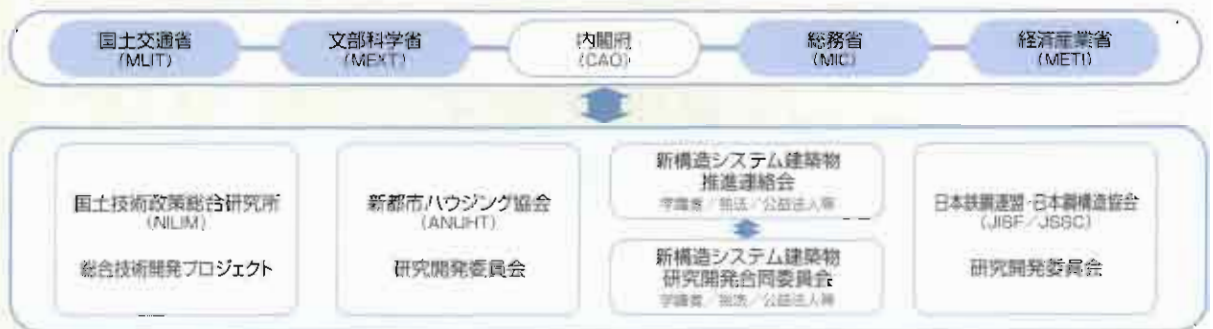 国土交通省
(MLIT)
文部科学省
(MEXT)
内閣府
(CAO)
総務省
(MIC)
経済産業省
(METI)
国土技術政策総合研究所
(NILIM)
総合技術開発プロジェクト
新都市ハウジング協会
(ANUHT)
研究開発委員会
新構造システム建築物
推進連絡会
学識者／独法／公益法人等
新構造システム建築物
研究開発合同委員会
学識者／独法／公益法人等
日本鉄鋼連盟・日本鋼構造協会
(JISF／JSSC)
研究開発委員会